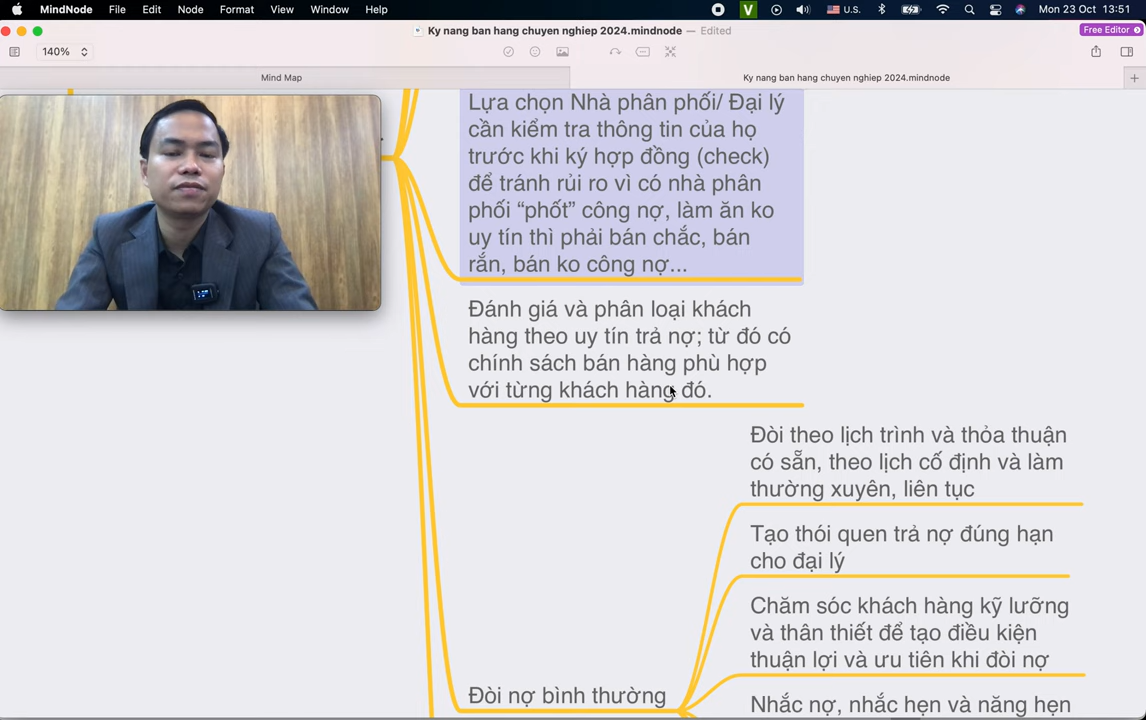 MindNode File Edit Node Format View Window Help
V U.S. Mon 23 Oct 13:51
Ky nang ban hang chuyen nghiep 2024.mindnode — Edited
Free Editor
140%
Mind Map
Ky nang ban hang chuyen nghiep 2024.mindnode
Lựa chọn Nhà phân phối/ Đại lý
cần kiểm tra thông tin của họ
trước khi ký hợp đồng (check)
để tránh rủi ro vì có nhà phân
phối “phốt” công nợ, làm ăn ko
uy tín thì phải bán chắc, bán
rắn, bán ko công nợ...
Đánh giá và phân loại khách
hàng theo uy tín trả nợ; từ đó có
chính sách bán hàng phù hợp
với từng khách hàng đó.
Đòi theo lịch trình và thỏa thuận
có sẵn, theo lịch cố định và làm
thường xuyên, liên tục
Tạo thói quen trả nợ đúng hạn
cho đại lý
Chăm sóc khách hàng kỹ lưỡng
và thân thiết để tạo điều kiện
thuận lợi và ưu tiên khi đòi nợ
Đòi nợ bình thường
Nhắc nợ, nhắc hẹn và năng hẹn